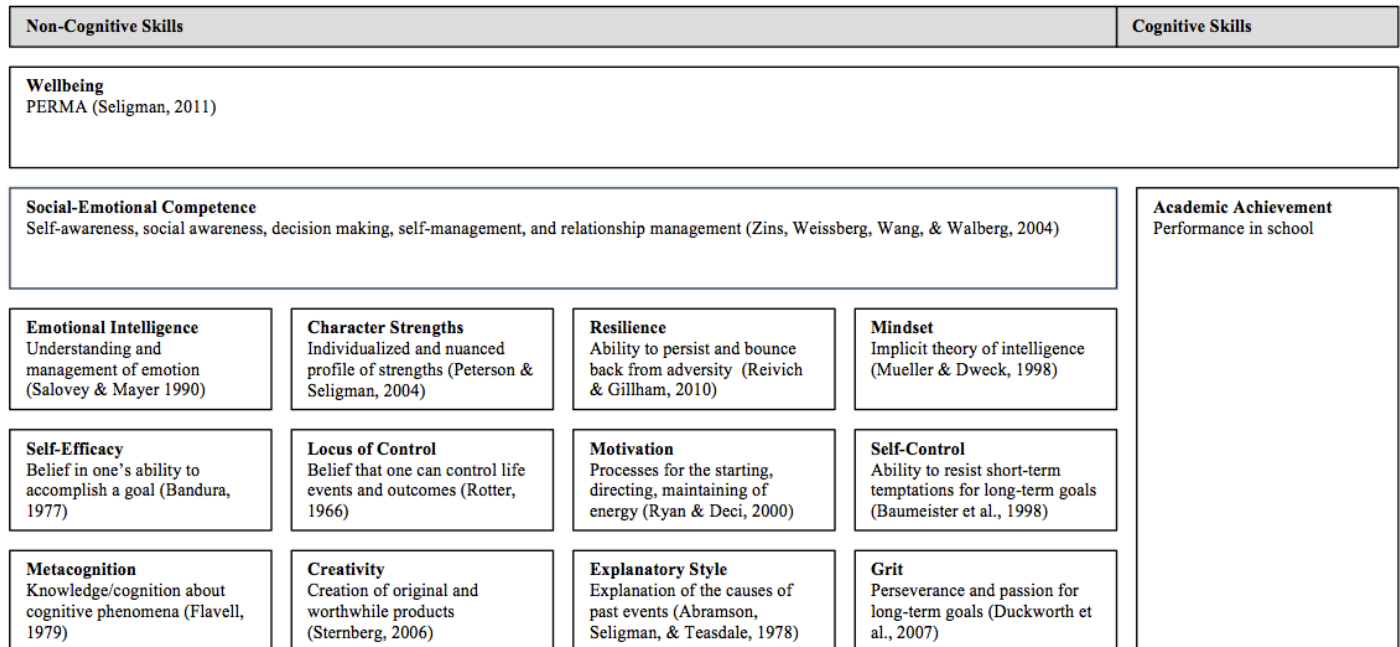 Non-Cognitive Skills
Cognitive Skills
Wellbeing
PERMA (Seligman, 2011)
Social-Emotional Competence
Self-awareness, social awareness, decision making, self-management, and relationship management (Zins, Weissberg, Wang, & Walberg, 2004)
Academic Achievement
Performance in school
Emotional Intelligence
Understanding and
management of emotion
(Salovey & Mayer 1990)
Character Strengths
Individualized and nuanced
profile of strengths (Peterson &
Seligman, 2004)
Resilience
Ability to persist and bounce
back from adversity (Reivich
& Gillham, 2010)
Mindset
Implicit theory of intelligence
(Mueller & Dweck, 1998)
Self-Efficacy
Belief in one's ability to
accomplish a goal (Bandura,
1977)
Locus of Control
Belief that one can control life
events and outcomes (Rotter,
1966)
Motivation
Processes for the starting,
directing, maintaining of
energy (Ryan & Deci, 2000)
Self-Control
Ability to resist short-term
temptations for long-term goals
(Baumeister et al., 1998)
Metacognition
Knowledge/cognition about
cognitive phenomena (Flavell,
1979)
Creativity
Creation of original and
worthwhile products
(Sternberg, 2006)
Explanatory Style
Explanation of the causes of
past events (Abramson,
Seligman, & Teasdale, 1978)
Grit
Perseverance and passion for
long-term goals (Duckworth et
al., 2007)